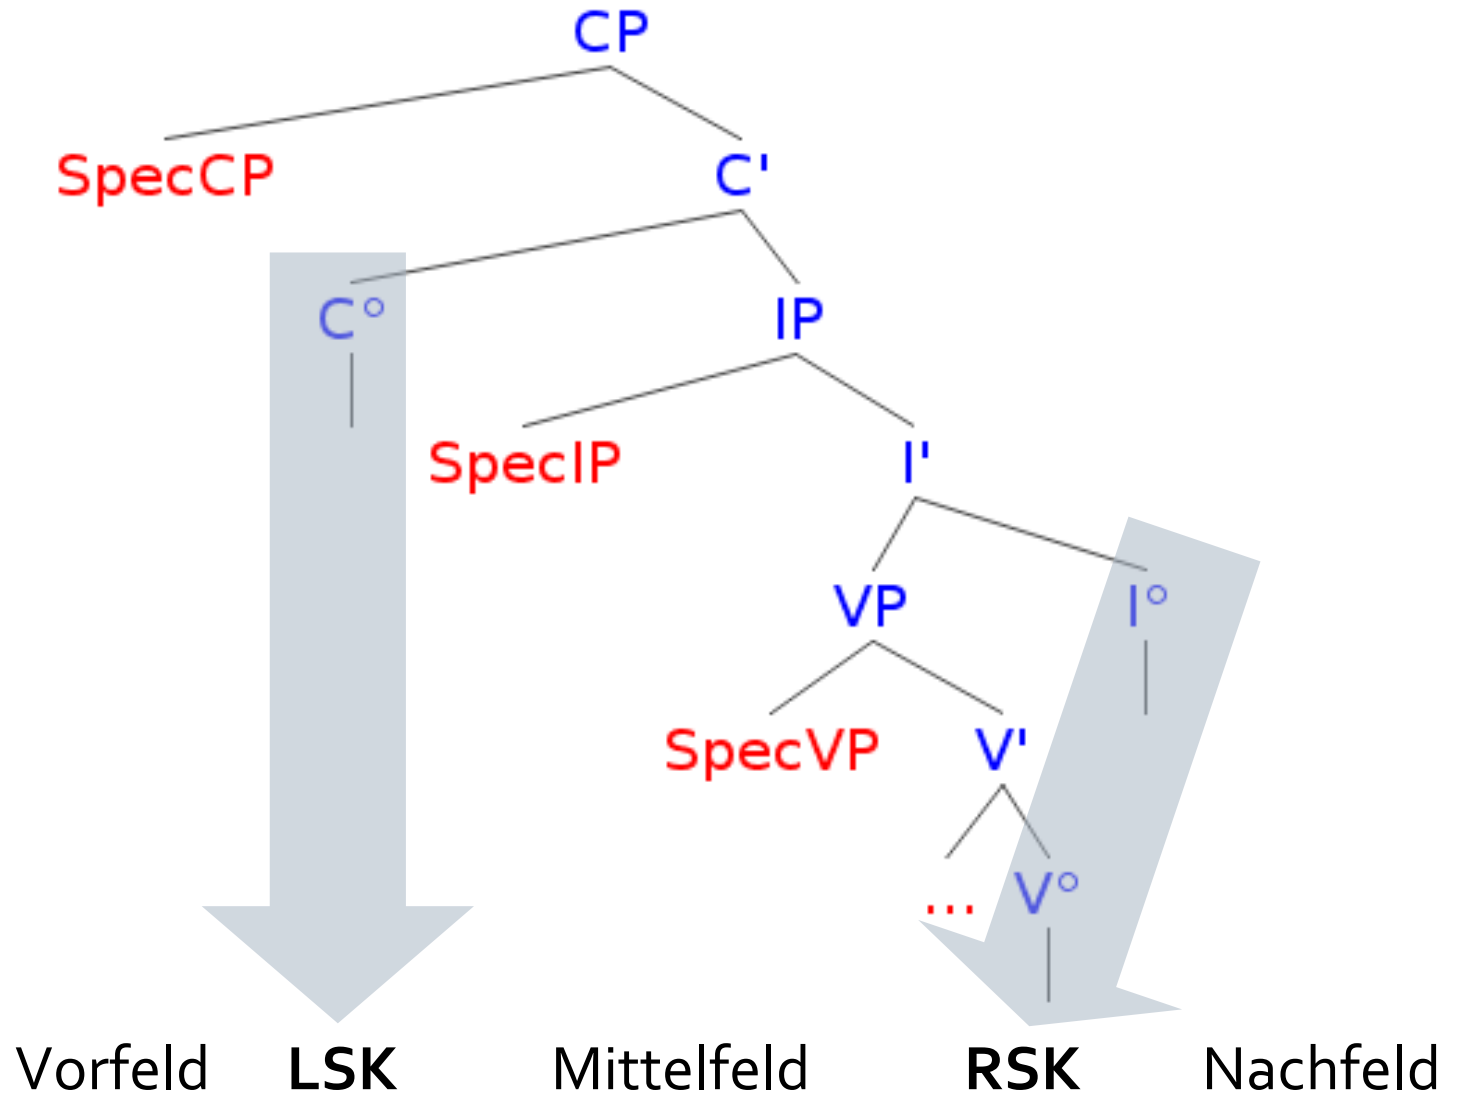 CP
SpecCP C'
C° IP
SpecIP I'
VP I°
SpecVP V'
... V°
Vorfeld LSK Mittelfeld RSK Nachfeld